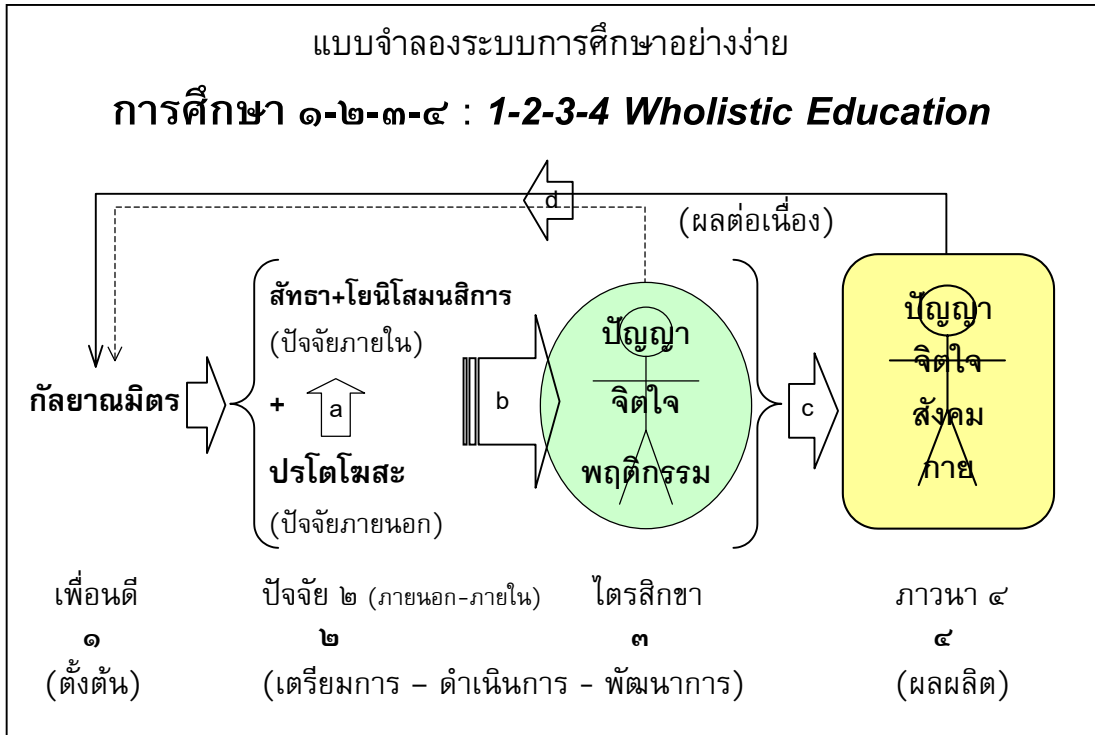 แบบจำลองระบบการศึกษาอย่างง่าย
การศึกษา ๑-๒-๓-๔ : 1-2-3-4 Wholistic Education
d
(ผลต่อเนื่อง)
กัลยาณมิตร
สัทธา+โยนิโสมนสิการ
(ปัจจัยภายใน)
+ a
ปรโตโฆสะ
(ปัจจัยภายนอก)
b
ปัญญา
จิตใจ
พฤติกรรม
c
ปัญญา
จิตใจ
สังคม
กาย
เพื่อนดี ปัจจัย ๒ (ภายนอก-ภายใน) ไตรสิกขา ภาวนา ๔
๑ ๒ ๓ ๔
(ตั้งต้น) (เตรียมการ – ดำเนินการ - พัฒนาการ) (ผลผลิต)